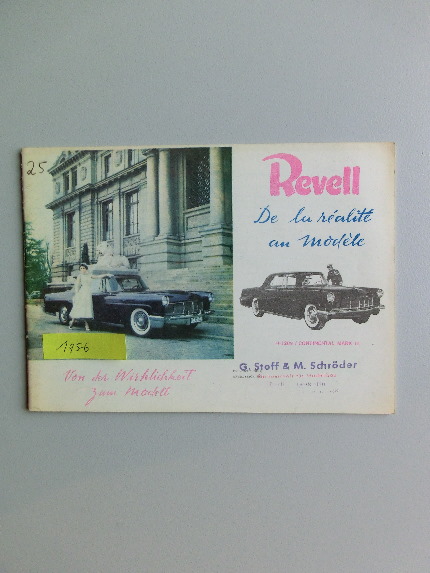 25
Revell
De la réalité
au modèle
G. Stoff & M. Schröder
1956
Von der Wirklichkeit
zum Modell